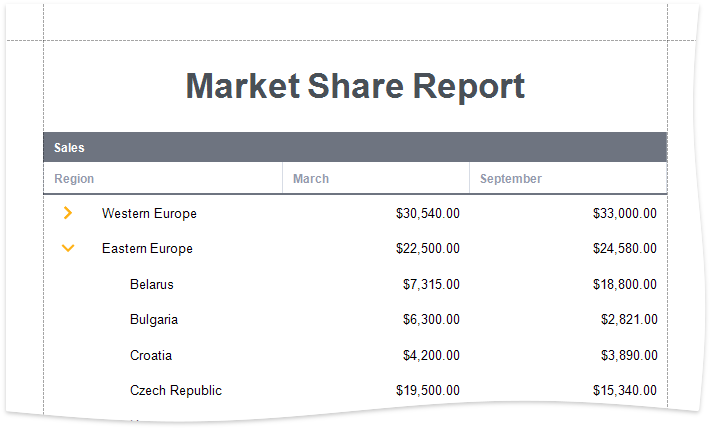 Market Share Report
Sales
Region March September
Western Europe $30,540.00 $33,000.00
Eastern Europe $22,500.00 $24,580.00
Belarus $7,315.00 $18,800.00
Bulgaria $6,300.00 $2,821.00
Croatia $4,200.00 $3,890.00
Czech Republic $19,500.00 $15,340.00